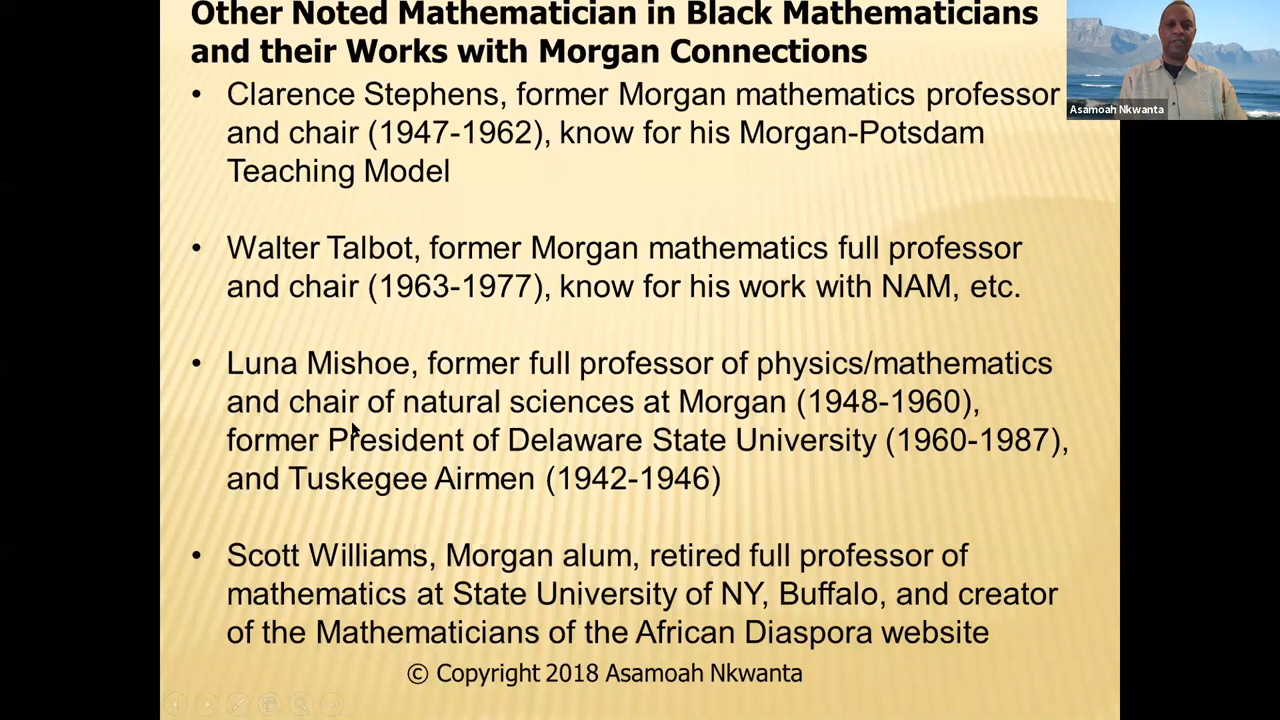 Other Noted Mathematician in Black Mathematicians
and their Works with Morgan Connections
• Clarence Stephens, former Morgan mathematics professor
and chair (1947-1962), know for his Morgan-Potsdam
Teaching Model
• Walter Talbot, former Morgan mathematics full professor
and chair (1963-1977), know for his work with NAM, etc.
• Luna Mishoe, former full professor of physics/mathematics
and chair of natural sciences at Morgan (1948-1960),
former President of Delaware State University (1960-1987),
and Tuskegee Airmen (1942-1946)
• Scott Williams, Morgan alum, retired full professor of
mathematics at State University of NY, Buffalo, and creator
of the Mathematicians of the African Diaspora website
© Copyright 2018 Asamoah Nkwanta
Asamoah Nkwanta